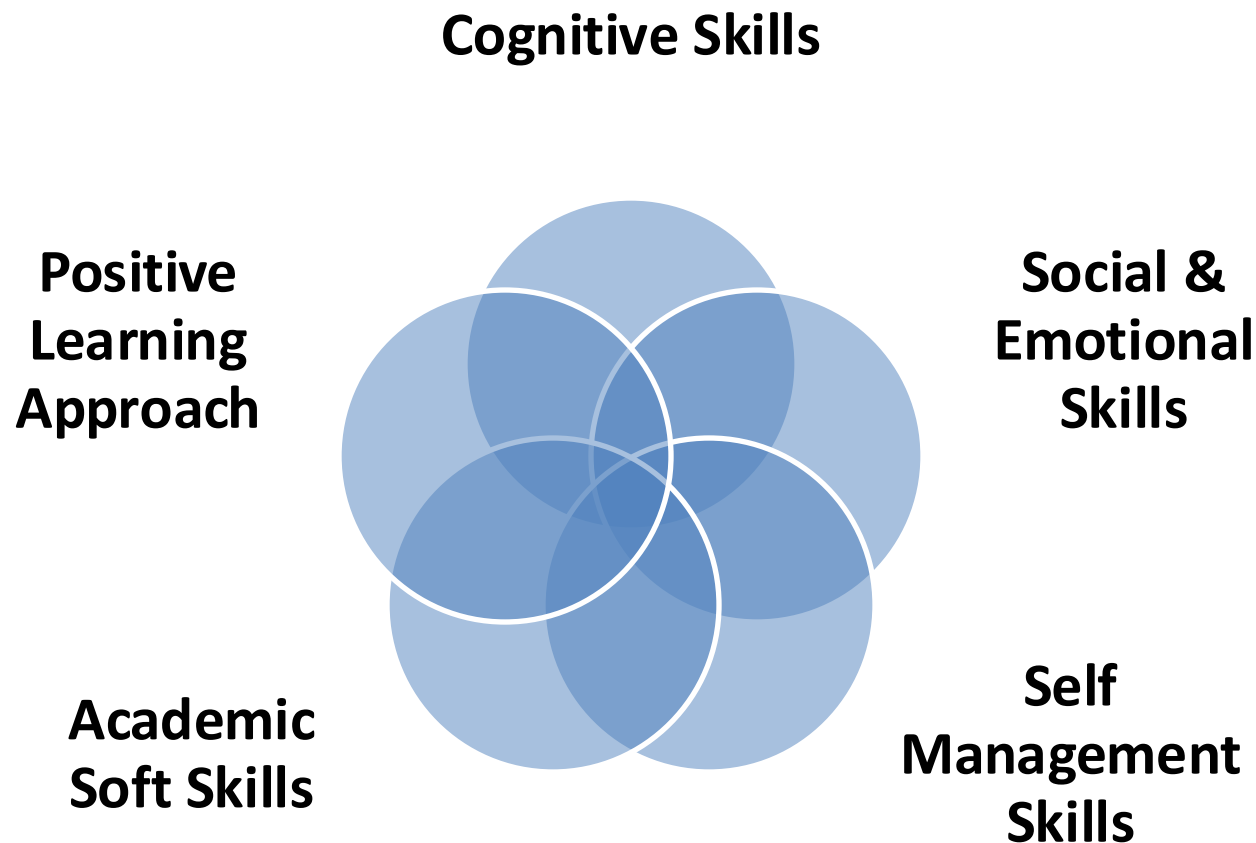 Cognitive Skills
Positive
Learning
Approach
Social &
Emotional
Skills
Academic
Soft Skills
Self
Management
Skills